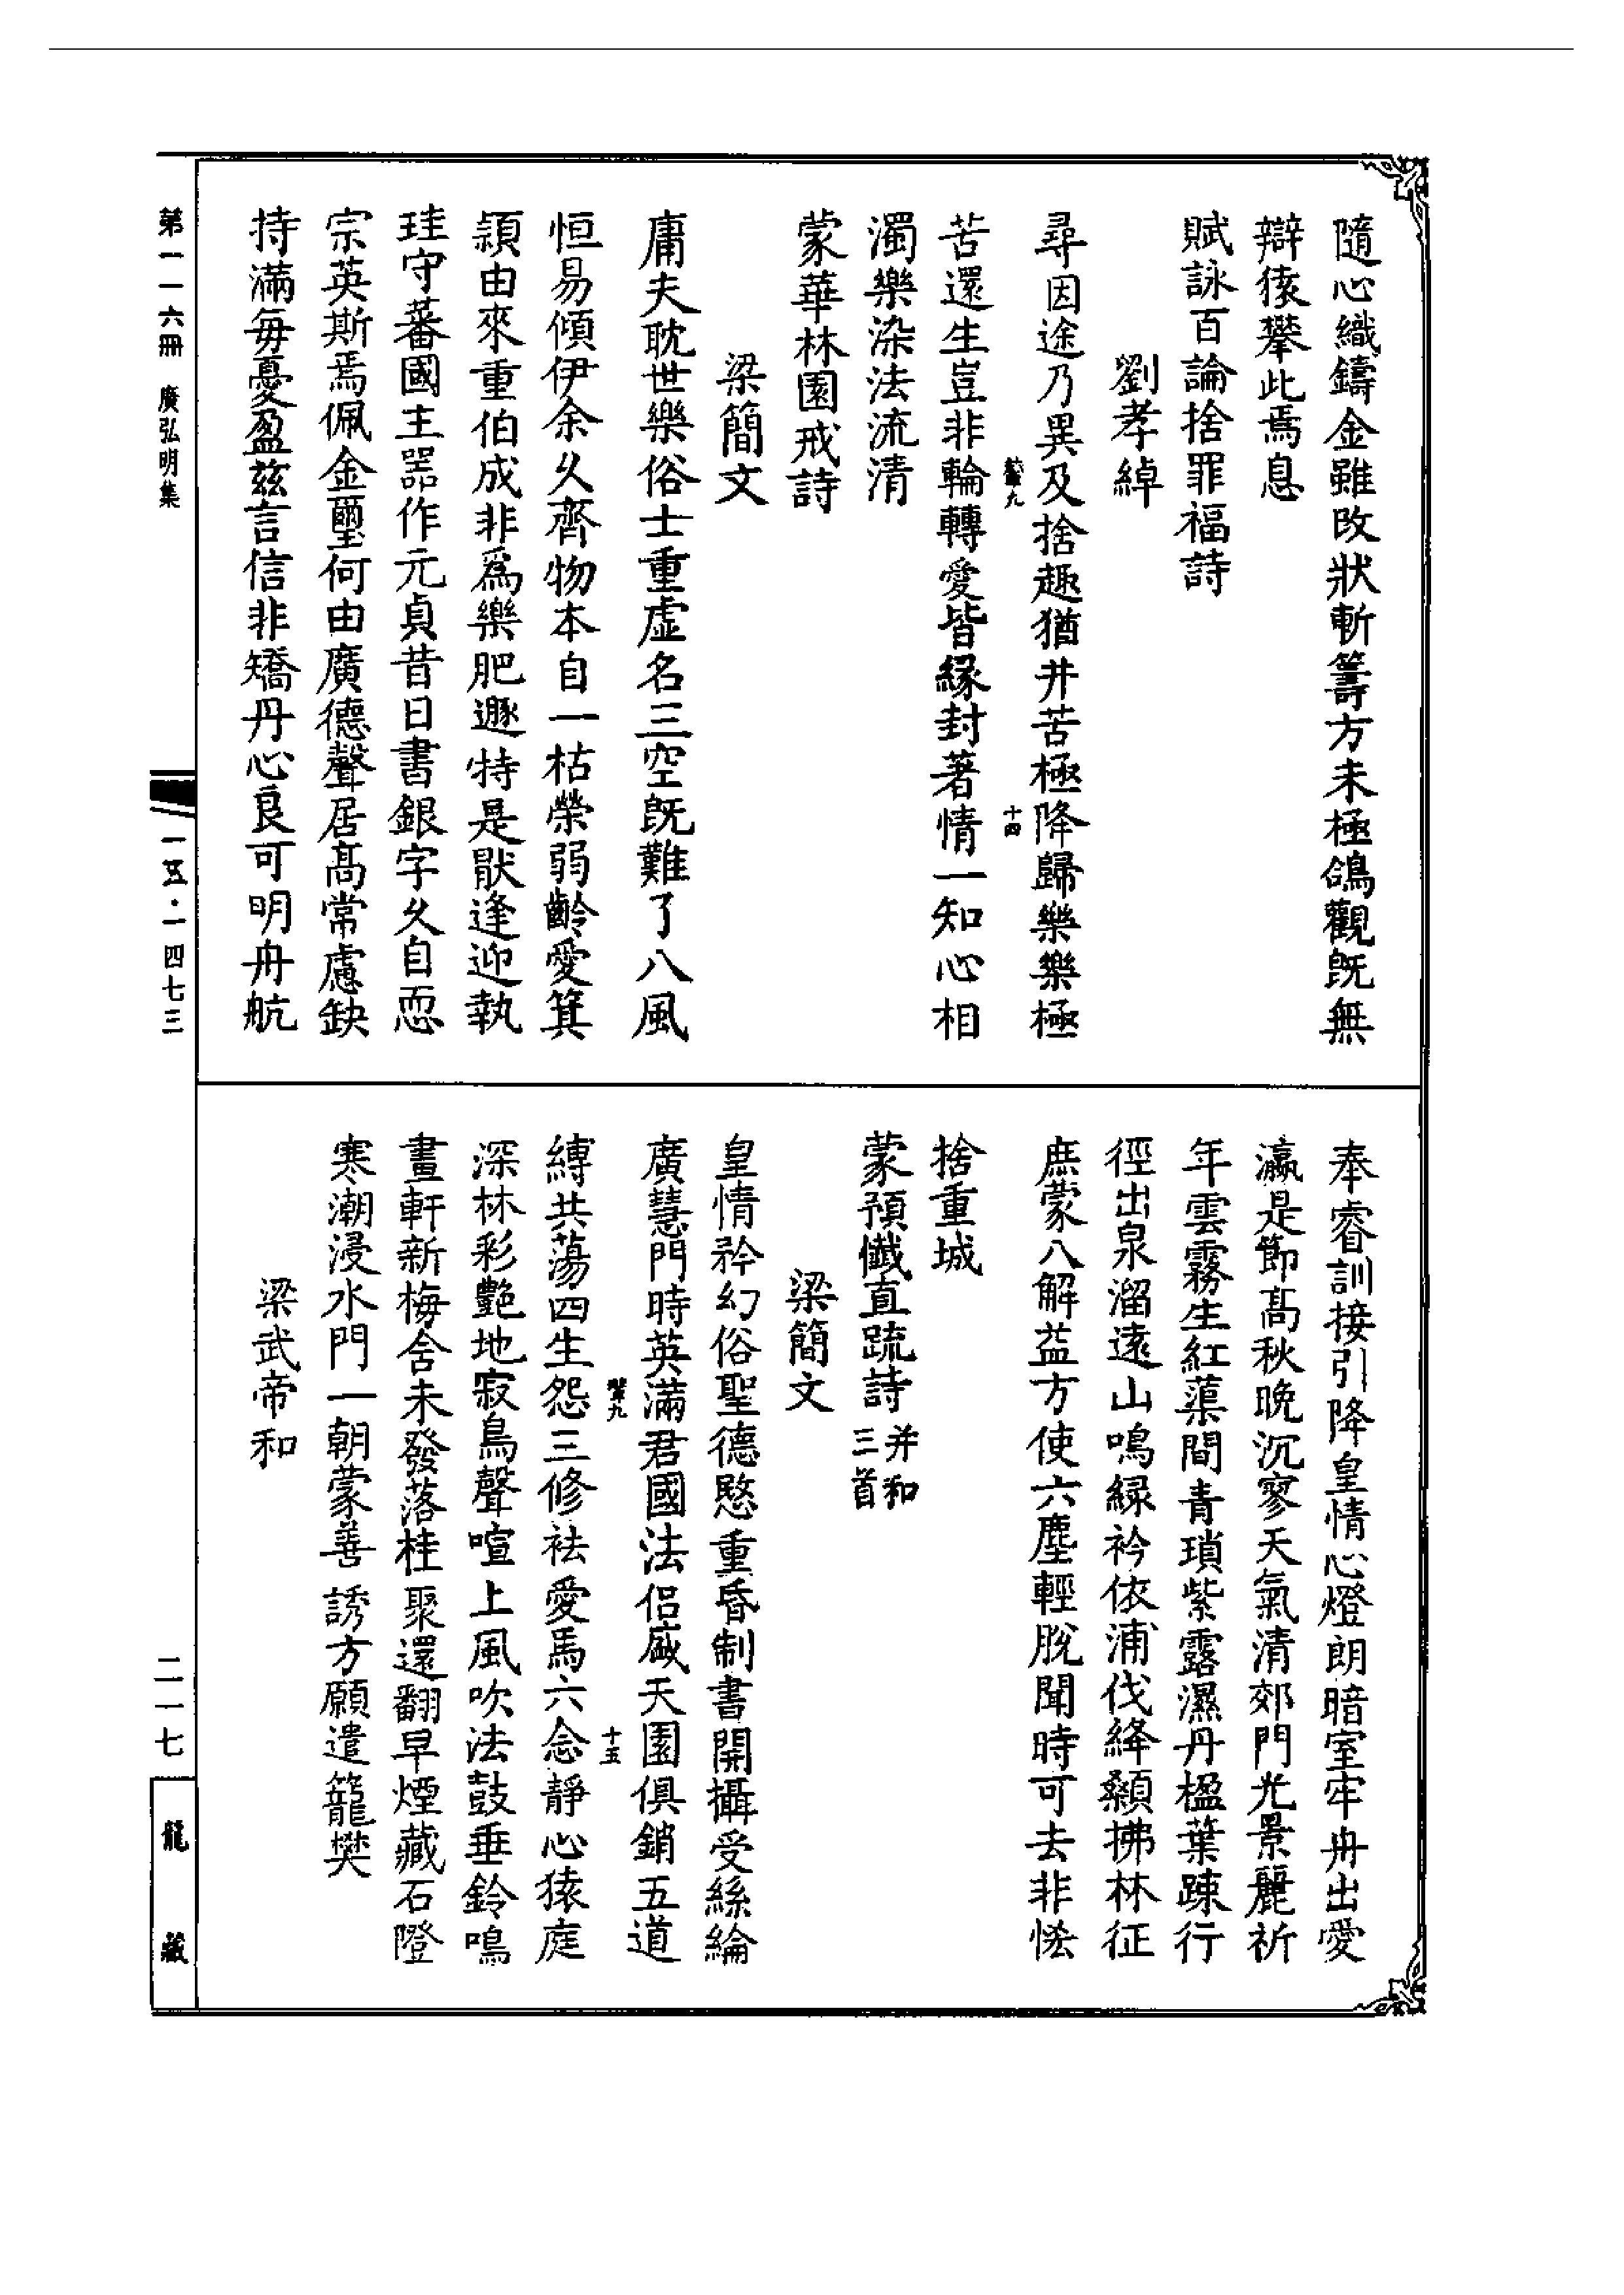 隨心織鑄金雖改狀斬籌方未極鴿觀既無
辯猿攀此焉息
賦詠百論捨罪福詩
劉孝綽
尋因途乃異及捨趣猶并苦極降歸樂樂極
苦還生豈非輪轉愛皆緣封著情一知心相
濁樂染法流清
蒙華林園戒詩
梁簡文
庸夫耽世樂俗士重虛名三空既難了八風
恒易傾伊余久齊物本自一枯榮弱齡愛箕
潁由來重伯成非爲樂肥遯特是猒逢迎執
珪守蕃國主器作元貞昔日書銀字久自恧
宗英斯焉佩金璽何由廣德聲居高常慮缺
持滿每憂盈茲言信非矯丹心良可明舟航
奉睿訓接引降皇情心燈朗暗室牢舟出愛
瀛是節高秋晚沉寥天氣清郊門光景麗祈
年雲霧生紅蕖間青瑣紫露濕丹楹葉踈行
徑出泉溜遠山鳴綠衿依浦伐絳顙拂林征
庶蒙八解益方使六塵輕脫聞時可去非恡
捨重城
蒙預懺直疏詩并和三首
梁簡文
皇情矜幻俗聖德愍重昏制書開攝受絲綸
廣慧門時英滿君國法侶盛天園俱銷五道
縛共蕩四生怨三修祛愛馬六念靜心猿庭
深林彩艷地寂鳥聲喧上風吹法鼓垂鈴鳴
畫軒新梅舍未發落桂聚還翻早煙藏石隥
寒潮浸水門一朝蒙善誘方願遣籠樊
梁武帝和
十四
十五
第一一六冊 廣弘明集
一五·一四七三
二一七
龍藏